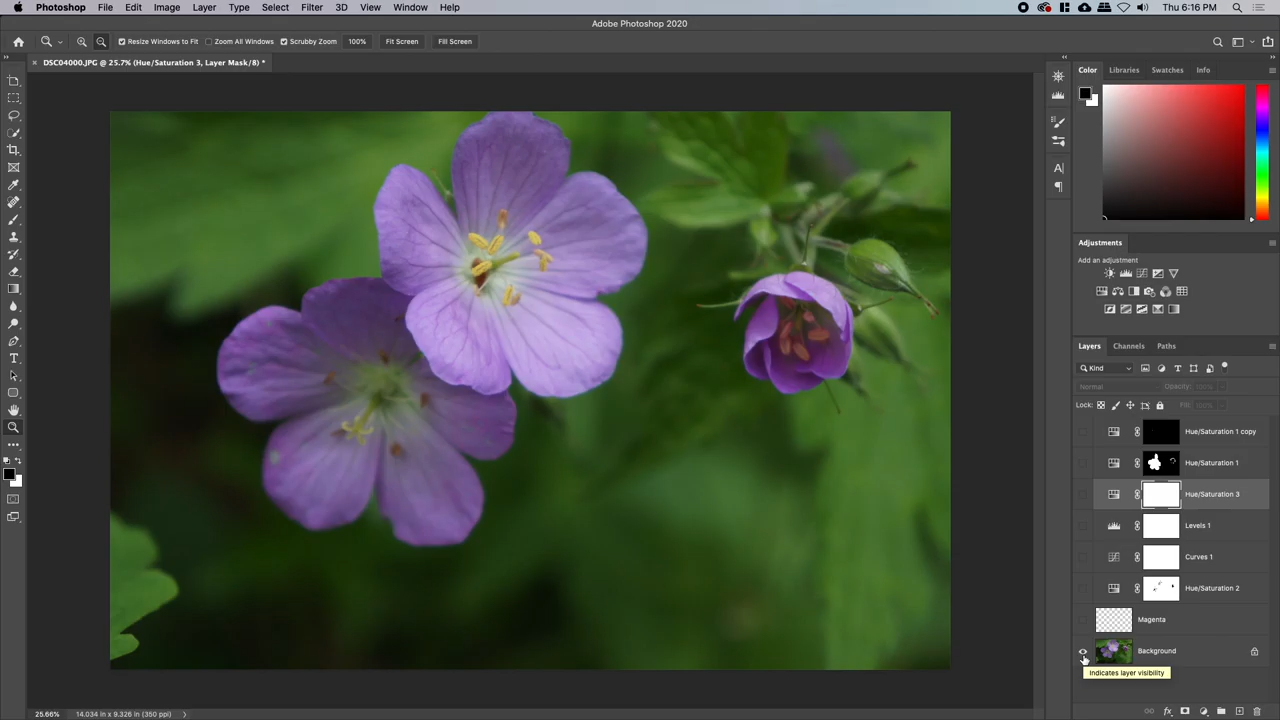 Photoshop File Edit Image Layer Type Select Filter 3D View Window Help Thu 6:16 PM
Adobe Photoshop 2020
Resize Windows to Fit Zoom All Windows Scrubby Zoom 100% Fit Screen Fill Screen
DSC04000.JPG @ 25.7% (Hue/Saturation 3, Layer Mask/8) *
Color Libraries Swatches Info
Adjustments
Add an adjustment
Layers Channels Paths
Kind
Normal Opacity: 100%
Lock: Fill: 100%
Hue/Saturation 1 copy
Hue/Saturation 1
Hue/Saturation 3
Levels 1
Curves 1
Hue/Saturation 2
Magenta
Background
Indicates layer visibility
25.66% 14.034 in x 9.326 in (350 ppi)